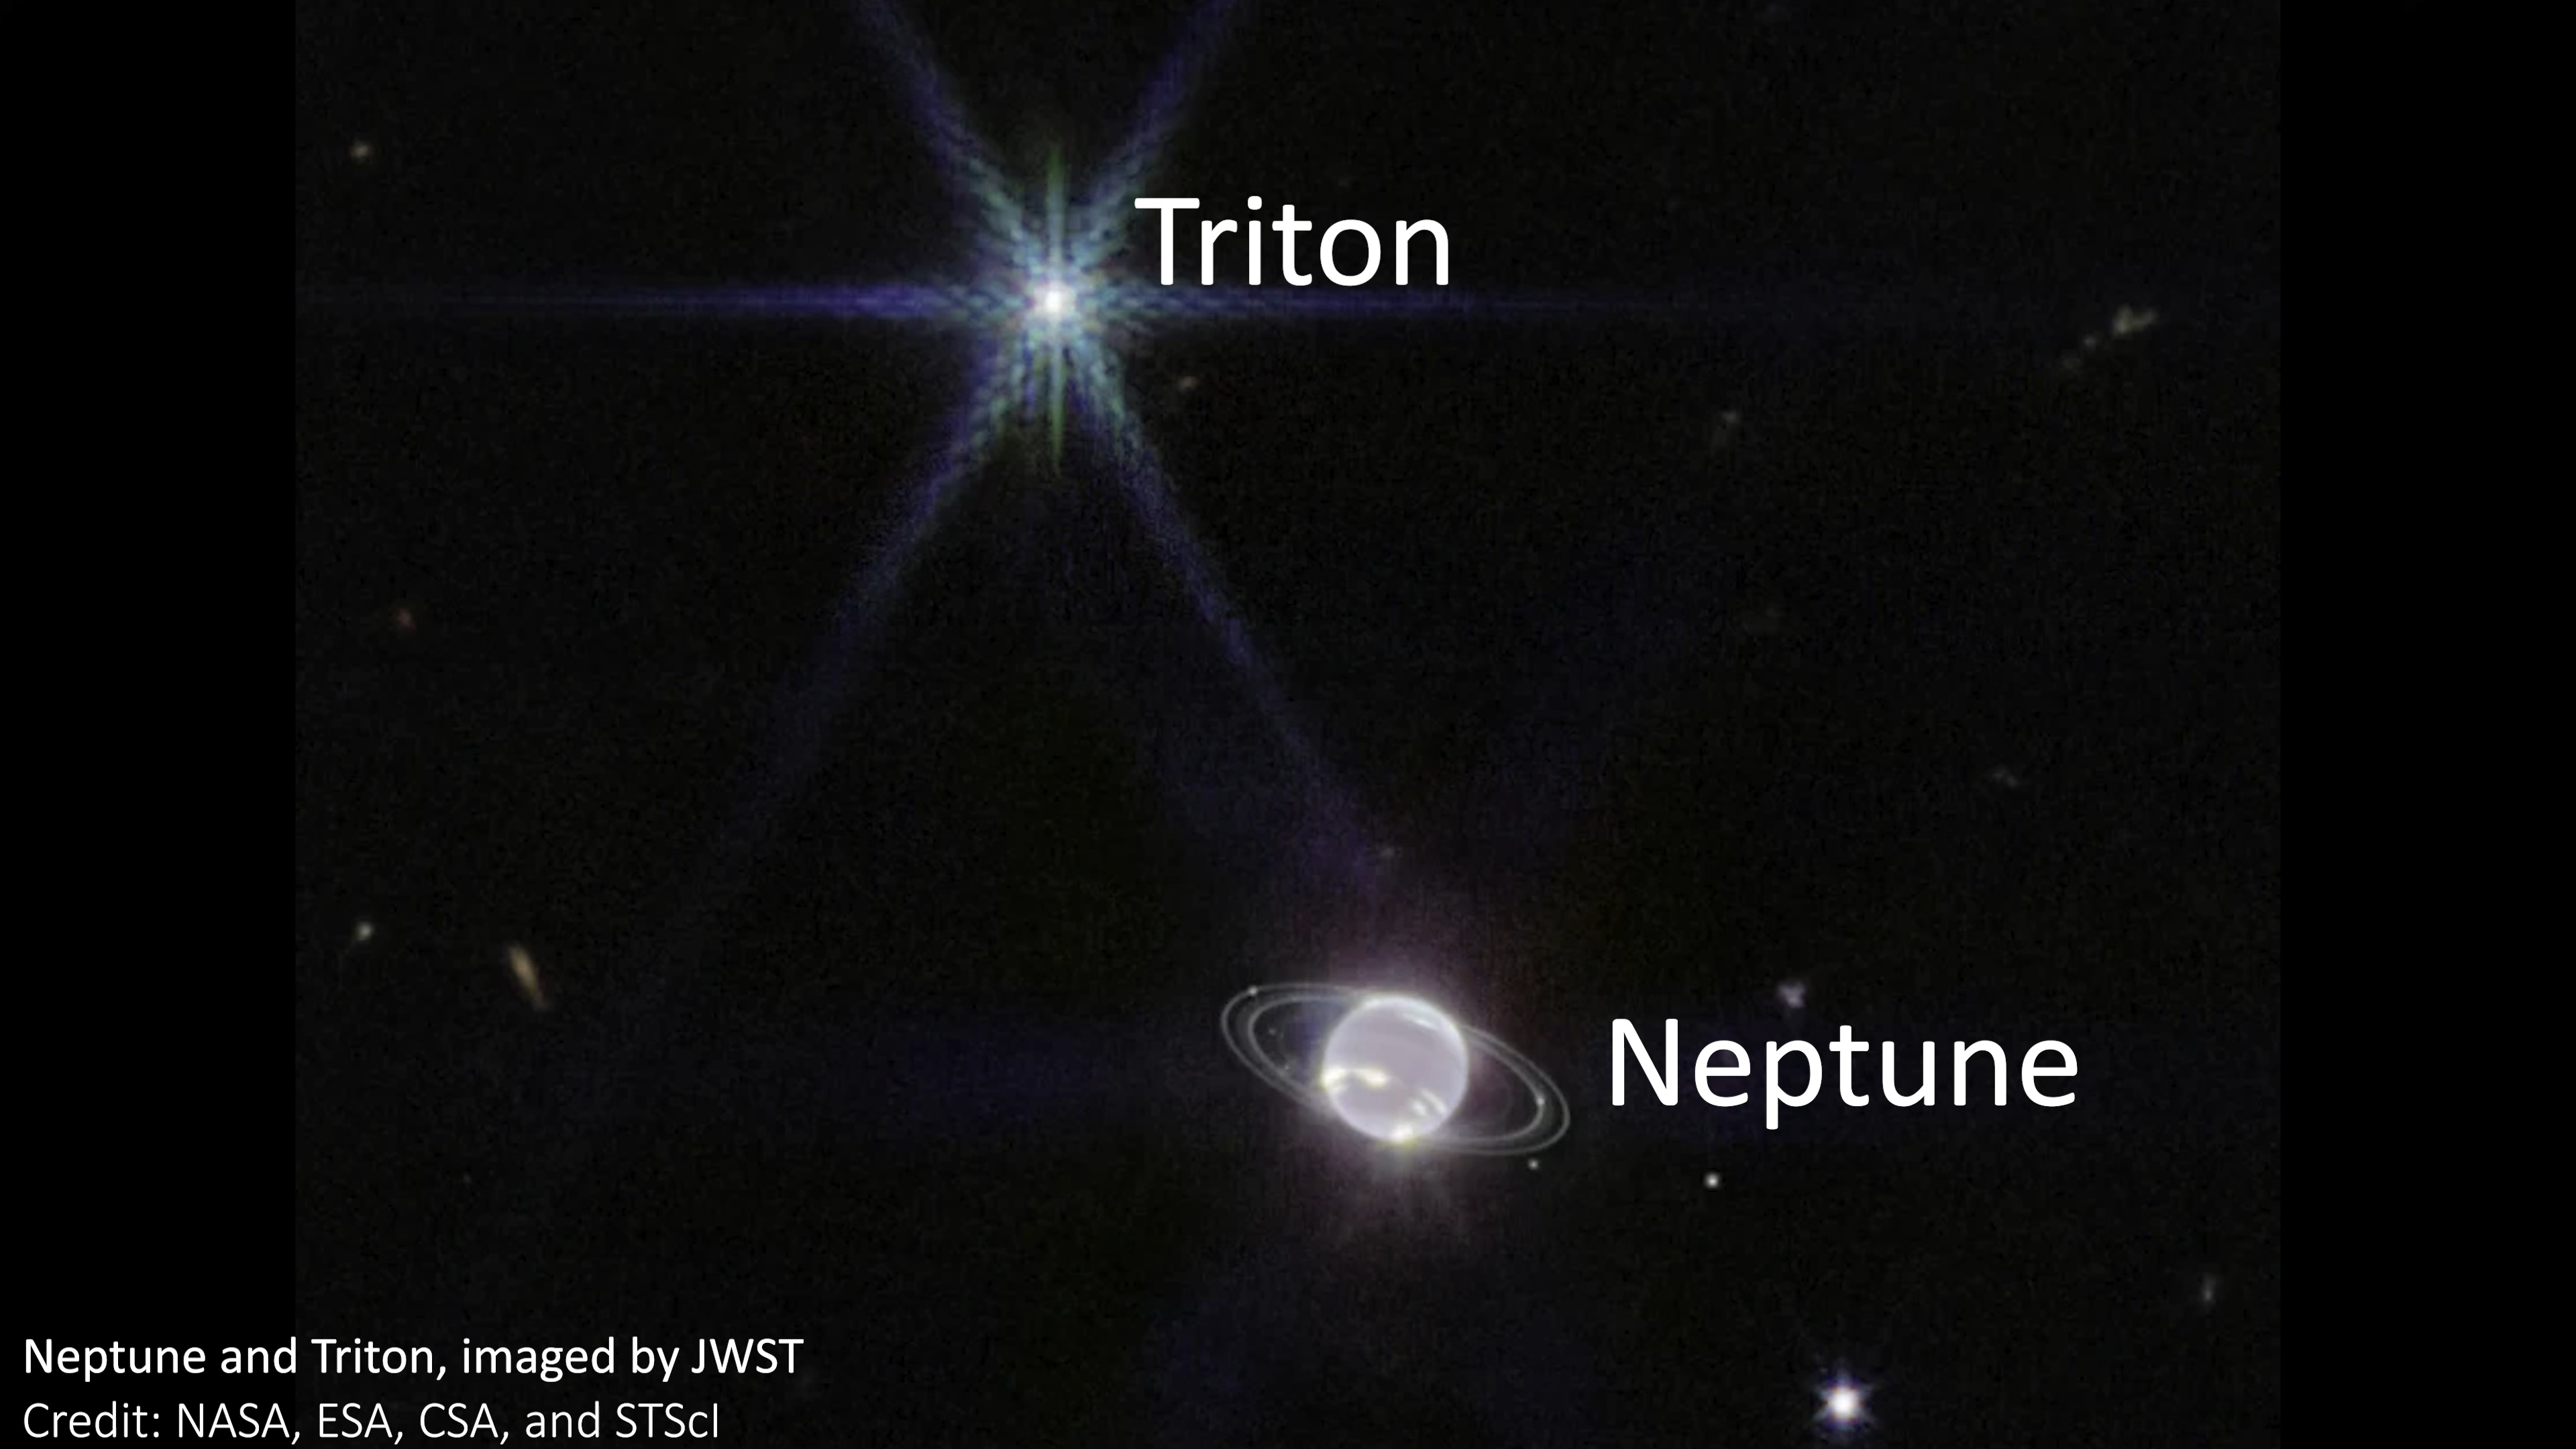 Triton
Neptune
Neptune and Triton, imaged by JWST
Credit: NASA, ESA, CSA, and STScI